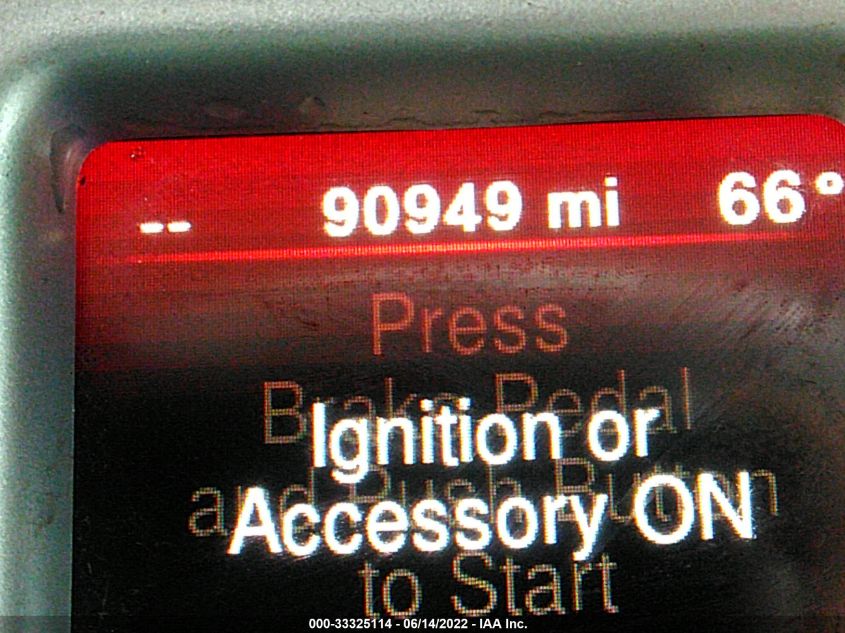 -- 90949 mi 66°
Press
Brake Pedal
Ignition or
and Push Button
Accessory ON
to Start
000-33325114 - 06/14/2022 - IAA Inc.